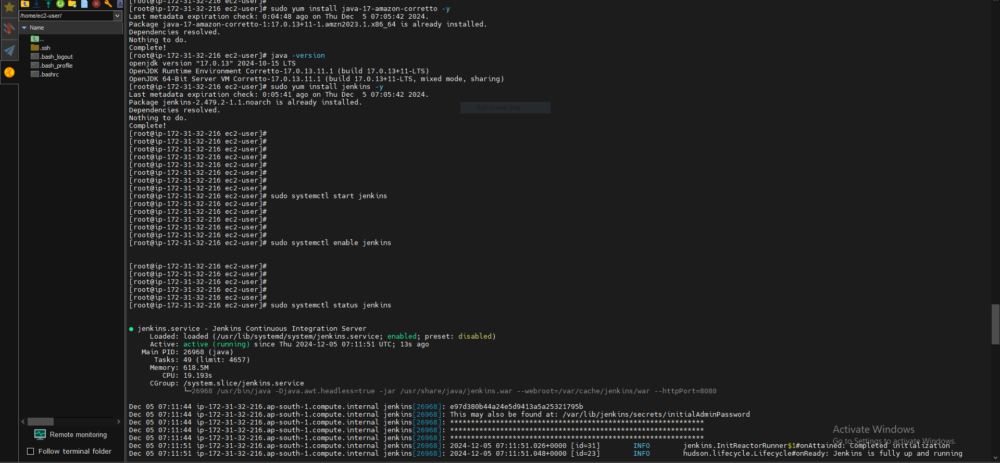 /home/ec2-user/
Name
..
.ssh
.bash_logout
.bash_profile
.bashrc
Remote monitoring
Follow terminal folder
[root@ip-172-31-32-216 ec2-user]#
[root@ip-172-31-32-216 ec2-user]# sudo yum install java-17-amazon-corretto -y
Last metadata expiration check: 0:04:48 ago on Thu Dec  5 07:05:42 2024.
Package java-17-amazon-corretto-1:17.0.13+11-1.amzn2023.1.x86_64 is already installed.
Dependencies resolved.
Nothing to do.
Complete!
[root@ip-172-31-32-216 ec2-user]# java -version
openjdk version "17.0.13" 2024-10-15 LTS
OpenJDK Runtime Environment Corretto-17.0.13.11.1 (build 17.0.13+11-LTS)
OpenJDK 64-Bit Server VM Corretto-17.0.13.11.1 (build 17.0.13+11-LTS, mixed mode, sharing)
[root@ip-172-31-32-216 ec2-user]# sudo yum install jenkins -y
Last metadata expiration check: 0:05:41 ago on Thu Dec  5 07:05:42 2024.
Package jenkins-2.479.2-1.1.noarch is already installed.
Full-screen Snip
Dependencies resolved.
Nothing to do.
Complete!
[root@ip-172-31-32-216 ec2-user]#
[root@ip-172-31-32-216 ec2-user]#
[root@ip-172-31-32-216 ec2-user]#
[root@ip-172-31-32-216 ec2-user]#
[root@ip-172-31-32-216 ec2-user]#
[root@ip-172-31-32-216 ec2-user]#
[root@ip-172-31-32-216 ec2-user]#
[root@ip-172-31-32-216 ec2-user]#
[root@ip-172-31-32-216 ec2-user]# sudo systemctl start jenkins
[root@ip-172-31-32-216 ec2-user]#
[root@ip-172-31-32-216 ec2-user]#
[root@ip-172-31-32-216 ec2-user]#
[root@ip-172-31-32-216 ec2-user]#
[root@ip-172-31-32-216 ec2-user]#
[root@ip-172-31-32-216 ec2-user]# sudo systemctl enable jenkins
[root@ip-172-31-32-216 ec2-user]#
[root@ip-172-31-32-216 ec2-user]#
[root@ip-172-31-32-216 ec2-user]#
[root@ip-172-31-32-216 ec2-user]#
[root@ip-172-31-32-216 ec2-user]#
[root@ip-172-31-32-216 ec2-user]# sudo systemctl status jenkins
● jenkins.service - Jenkins Continuous Integration Server
Loaded: loaded (/usr/lib/systemd/system/jenkins.service; enabled; preset: disabled)
Active: active (running) since Thu 2024-12-05 07:11:51 UTC; 13s ago
Main PID: 26968 (java)
Tasks: 49 (limit: 4657)
Memory: 618.5M
CPU: 19.193s
CGroup: /system.slice/jenkins.service
└─26968 /usr/bin/java -Djava.awt.headless=true -jar /usr/share/java/jenkins.war --webroot=/var/cache/jenkins/war --httpPort=8080
Dec 05 07:11:44 ip-172-31-32-216.ap-south-1.compute.internal jenkins[26968]: e97d380b44a24e5d9413a5a25321795b
Dec 05 07:11:44 ip-172-31-32-216.ap-south-1.compute.internal jenkins[26968]: This may also be found at: /var/lib/jenkins/secrets/initialAdminPassword
Dec 05 07:11:44 ip-172-31-32-216.ap-south-1.compute.internal jenkins[26968]: *************************************************************
Dec 05 07:11:44 ip-172-31-32-216.ap-south-1.compute.internal jenkins[26968]: *************************************************************
Dec 05 07:11:44 ip-172-31-32-216.ap-south-1.compute.internal jenkins[26968]: *************************************************************
Dec 05 07:11:51 ip-172-31-32-216.ap-south-1.compute.internal jenkins[26968]: 2024-12-05 07:11:51.026+0000 [id=31] INFO jenkins.InitReactorRunner$1#onAttained: Completed initialization
Dec 05 07:11:51 ip-172-31-32-216.ap-south-1.compute.internal jenkins[26968]: 2024-12-05 07:11:51.048+0000 [id=23] INFO hudson.lifecycle.Lifecycle#onReady: Jenkins is fully up and running
Activate Windows
Go to Settings to activate Windows.